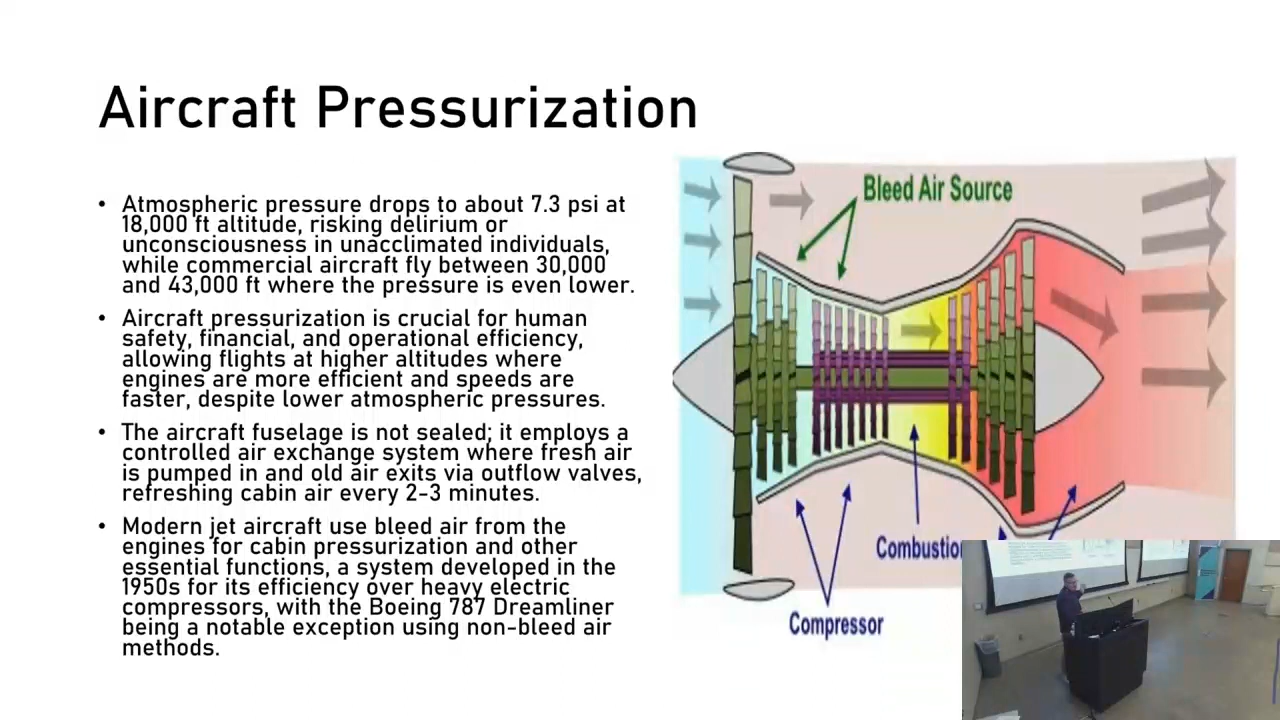 Aircraft Pressurization
• Atmospheric pressure drops to about 7.3 psi at
18,000 ft altitude, risking delirium or
unconsciousness in unacclimated individuals,
while commercial aircraft fly between 30,000
and 43,000 ft where the pressure is even lower.
• Aircraft pressurization is crucial for human
safety, financial, and operational efficiency,
allowing flights at higher altitudes where
engines are more efficient and speeds are
faster, despite lower atmospheric pressures.
• The aircraft fuselage is not sealed; it employs a
controlled air exchange system where fresh air
is pumped in and old air exits via outflow valves,
refreshing cabin air every 2-3 minutes.
• Modern jet aircraft use bleed air from the
engines for cabin pressurization and other
essential functions, a system developed in the
1950s for its efficiency over heavy electric
compressors, with the Boeing 787 Dreamliner
being a notable exception using non-bleed air
methods.
Bleed Air Source
Combustio
Compressor